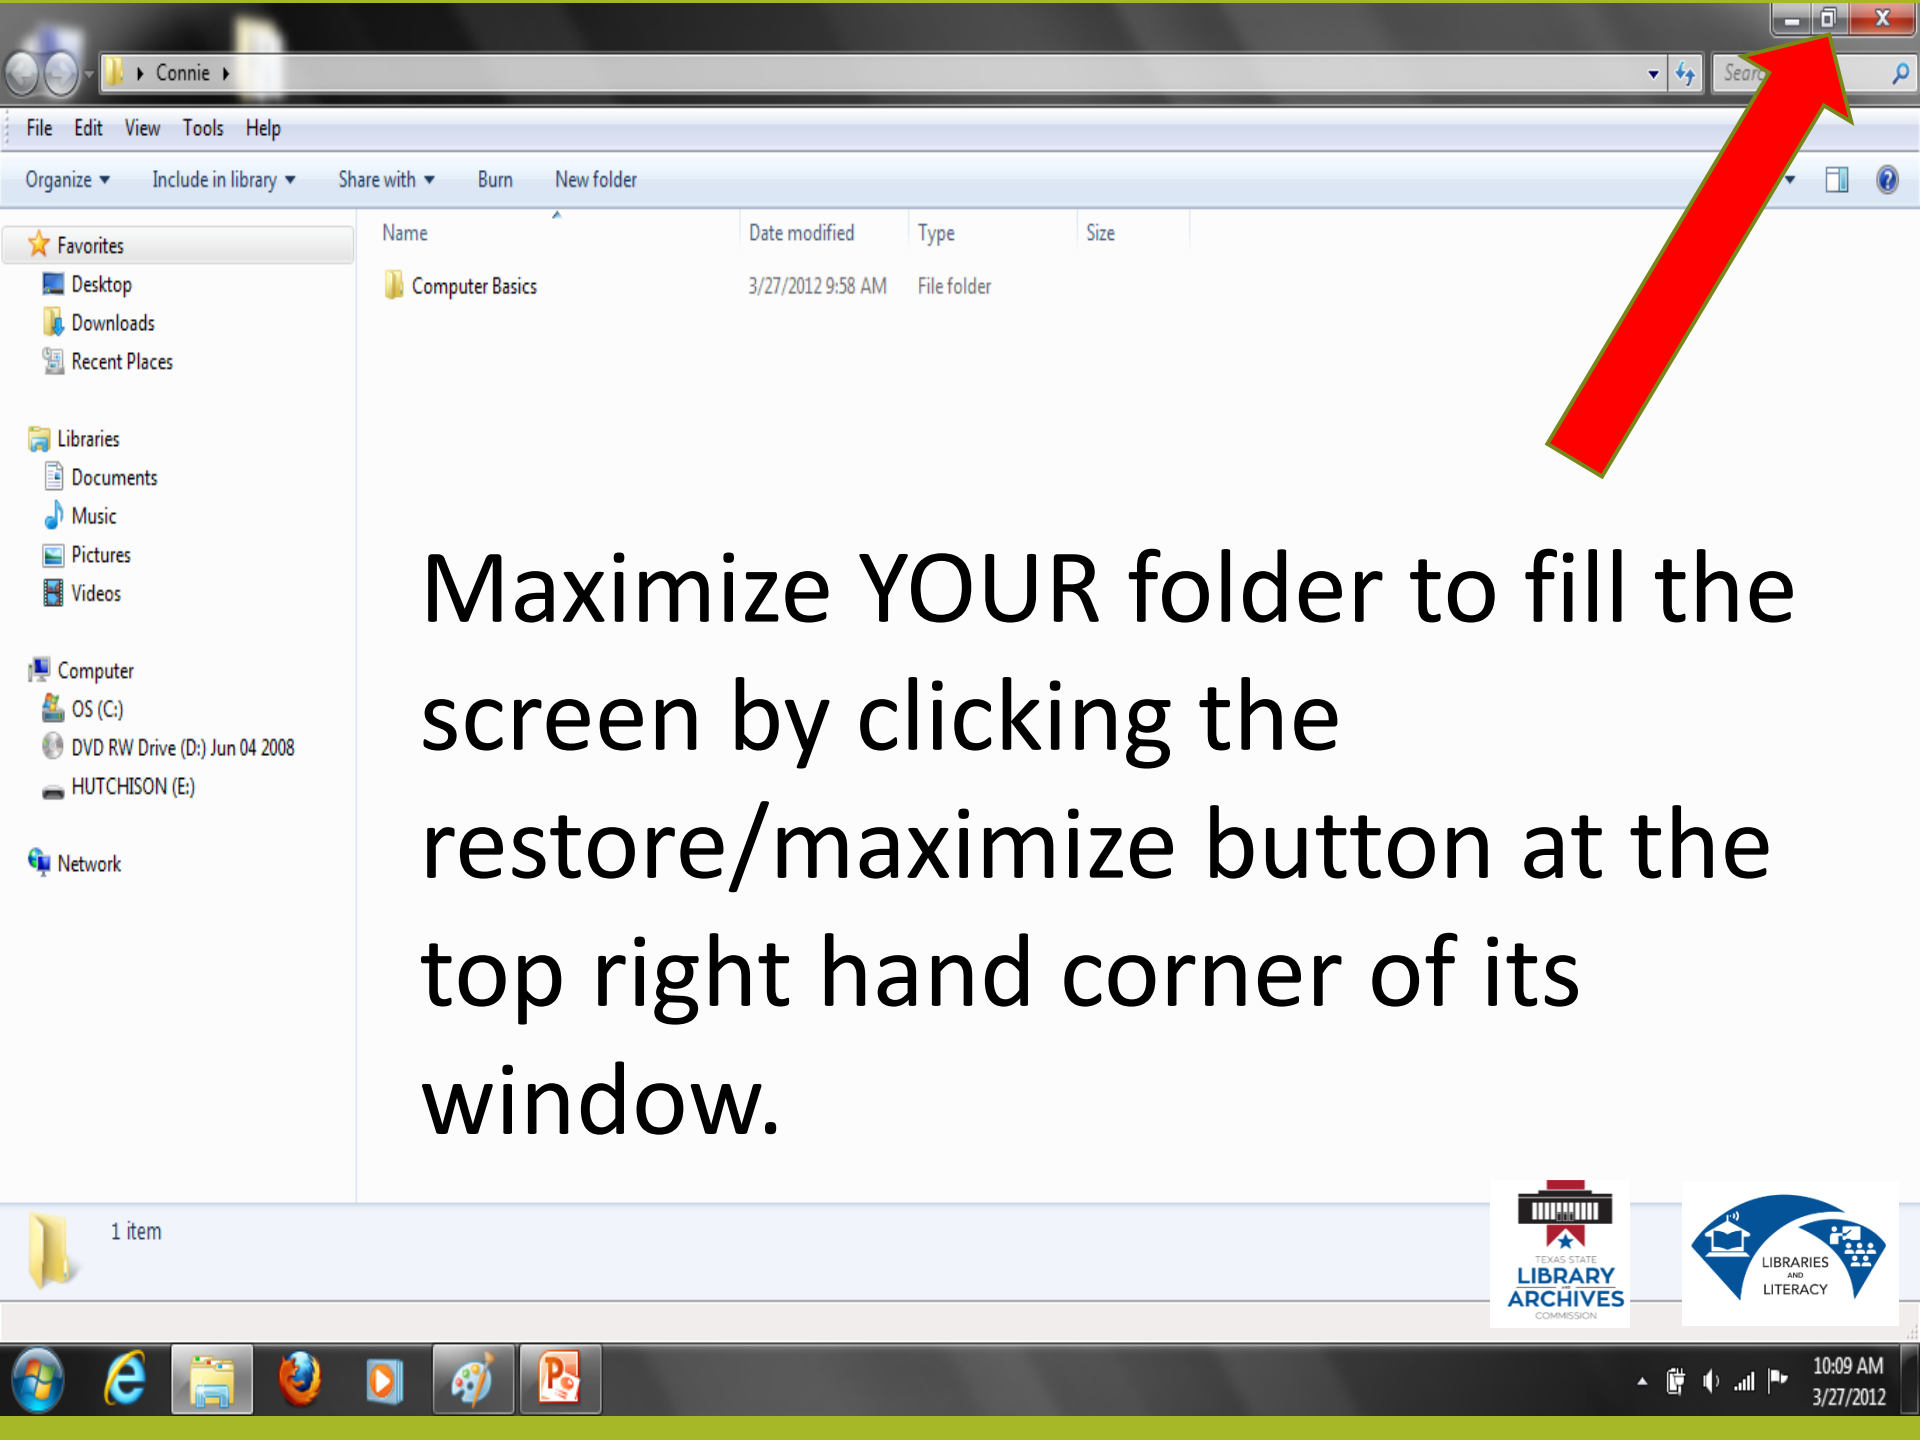 Connie
Sear
File Edit View Tools Help
Organize Include in library Share with Burn New folder
Name Date modified Type Size
Favorites
Desktop
Downloads
Recent Places
Libraries
Documents
Music
Pictures
Videos
Computer
OS (C:)
DVD RW Drive (D:) Jun 04 2008
HUTCHISON (E:)
Network
Computer Basics 3/27/2012 9:58 AM File folder
Maximize YOUR folder to fill the
screen by clicking the
restore/maximize button at the
top right hand corner of its
window.
1 item
TEXAS STATE
LIBRARY
AND
ARCHIVES
COMMISSION
LIBRARIES
AND
LITERACY
10:09 AM
3/27/2012